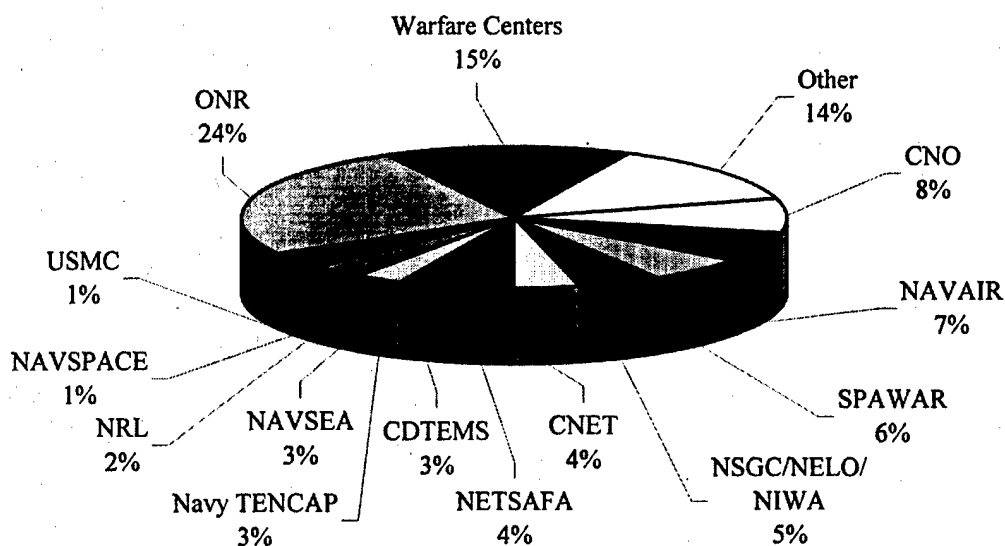 Warfare Centers
15%
Other
14%
ONR
24%
CNO
8%
USMC
1%
NAVAIR
7%
NAVSPACE
1%
SPAWAR
6%
NRL
2%
NAVSEA
3%
CDTEMS
3%
CNET
4%
NSGC/NELO/
NIWA
5%
Navy TENCAP
3%
NETSAFA
4%